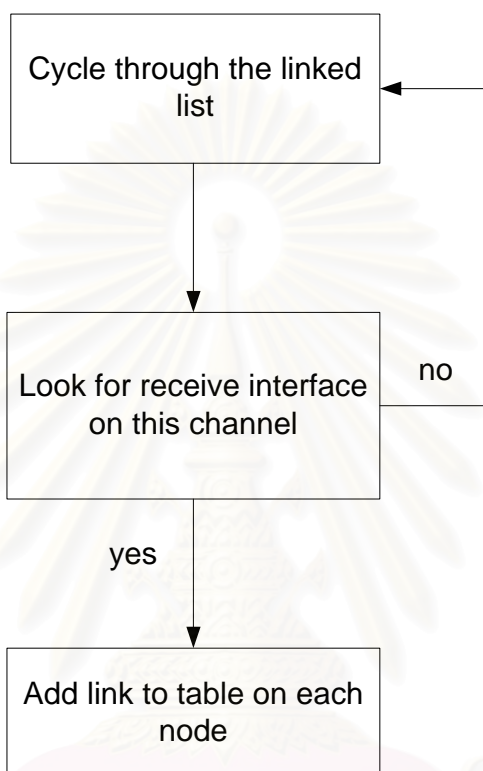 Cycle through the linked
list
Look for receive interface
on this channel
no
yes
Add link to table on each
node